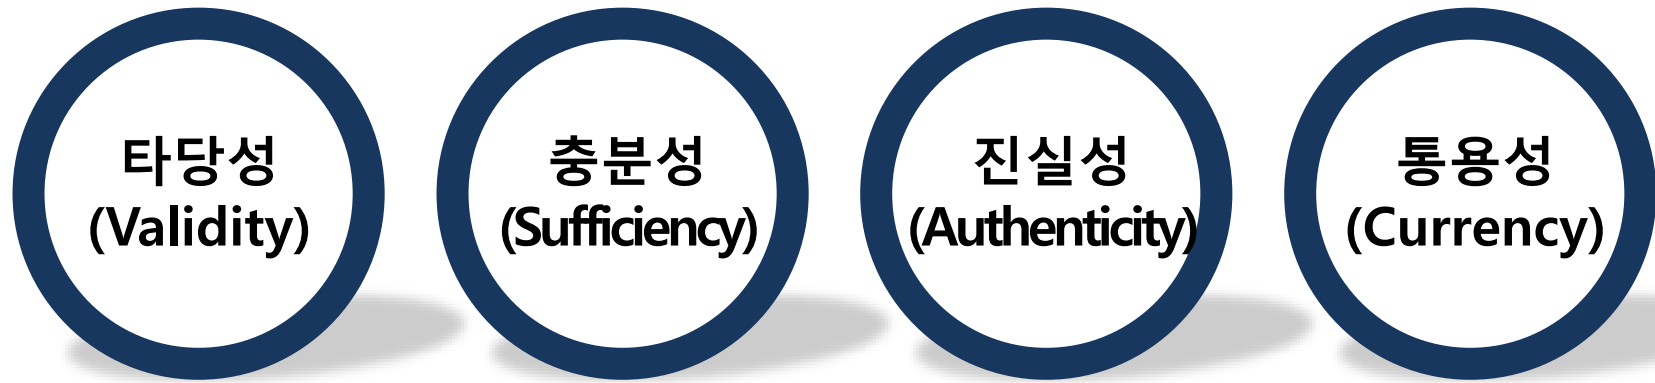 타당성
(Validity)
충분성
(Sufficiency)
진실성
(Authenticity)
통용성
(Currency)